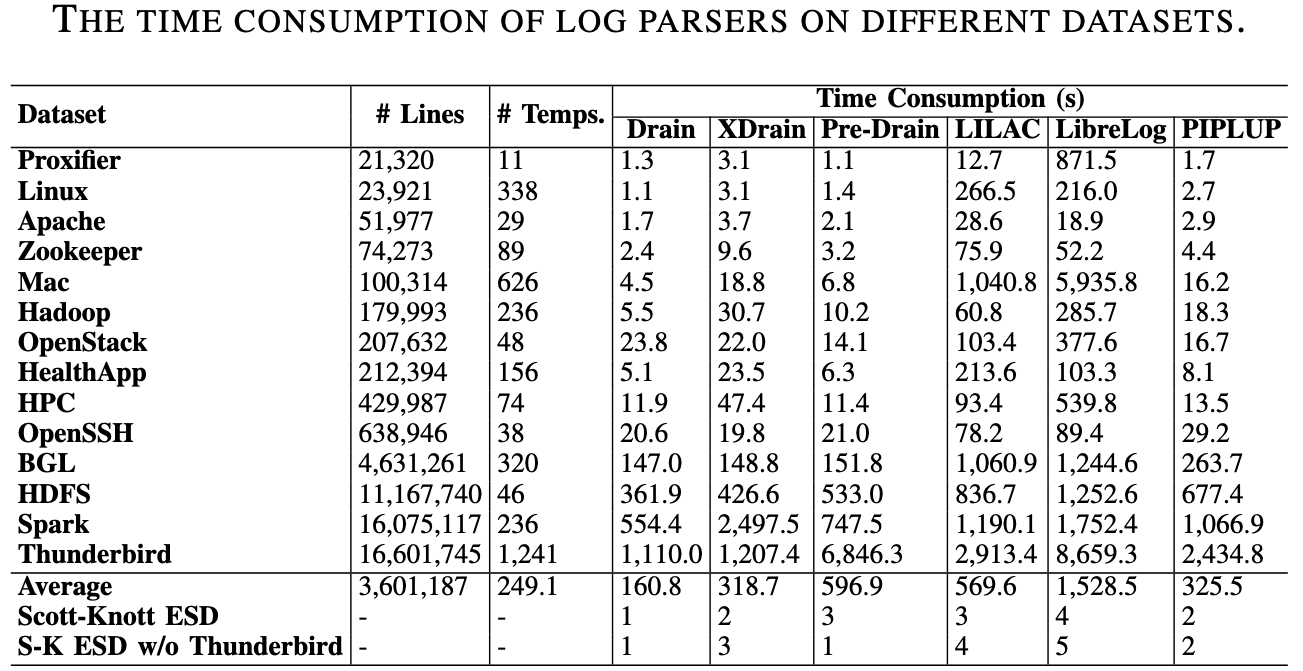 THE TIME CONSUMPTION OF LOG PARSERS ON DIFFERENT DATASETS.
Dataset # Lines # Temps. Time Consumption (s)
Drain XDrain Pre-Drain LILAC LibreLog PIPLUP
Proxifier 21,320 11 1.3 3.1 1.1 12.7 871.5 1.7
Linux 23,921 338 1.1 3.1 1.4 266.5 216.0 2.7
Apache 51,977 29 1.7 3.7 2.1 28.6 18.9 2.9
Zookeeper 74,273 89 2.4 9.6 3.2 75.9 52.2 4.4
Mac 100,314 626 4.5 18.8 6.8 1,040.8 5,935.8 16.2
Hadoop 179,993 236 5.5 30.7 10.2 60.8 285.7 18.3
OpenStack 207,632 48 23.8 22.0 14.1 103.4 377.6 16.7
HealthApp 212,394 156 5.1 23.5 6.3 213.6 103.3 8.1
HPC 429,987 74 11.9 47.4 11.4 93.4 539.8 13.5
OpenSSH 638,946 38 20.6 19.8 21.0 78.2 89.4 29.2
BGL 4,631,261 320 147.0 148.8 151.8 1,060.9 1,244.6 263.7
HDFS 11,167,740 46 361.9 426.6 533.0 836.7 1,252.6 677.4
Spark 16,075,117 236 554.4 2,497.5 747.5 1,190.1 1,752.4 1,066.9
Thunderbird 16,601,745 1,241 1,110.0 1,207.4 6,846.3 2,913.4 8,659.3 2,434.8
Average 3,601,187 249.1 160.8 318.7 596.9 569.6 1,528.5 325.5
Scott-Knott ESD - - 1 2 3 3 4 2
S-K ESD w/o Thunderbird - - 1 3 1 4 5 2